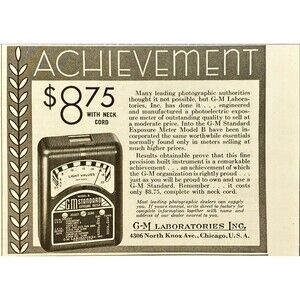 ACHIEVEMENT
$8.75
WITH NECK
CORD
Many leading photographic authorities
thought it not possible, but G-M Labora-
tories, Inc. has done it . . . engineered
and manufactured a photoelectric expos-
ure meter of outstanding quality to sell at
a moderate price. Into the G-M Standard
Exposure Meter Model B have been in-
corporated the same worthwhile essentials
normally found only in meters selling at
much higher prices.
Results obtainable prove that this fine
precision built instrument is a remarkable
achievement . . . an achievement of which
the G-M organization is rightly proud . . .
just as you will be proud to own and use a
G-M Standard. Remember . . . it costs
only $8.75, complete with neck cord.
Most leading photographic dealers can supply
you. If yours cannot, write direct to factory for
complete information together with name and
address of our dealer nearest to you.
G-M LABORATORIES INC.
4306 North Knox Ave., Chicago, U.S.A.
LIGHT VALUES
G-M STANDARD